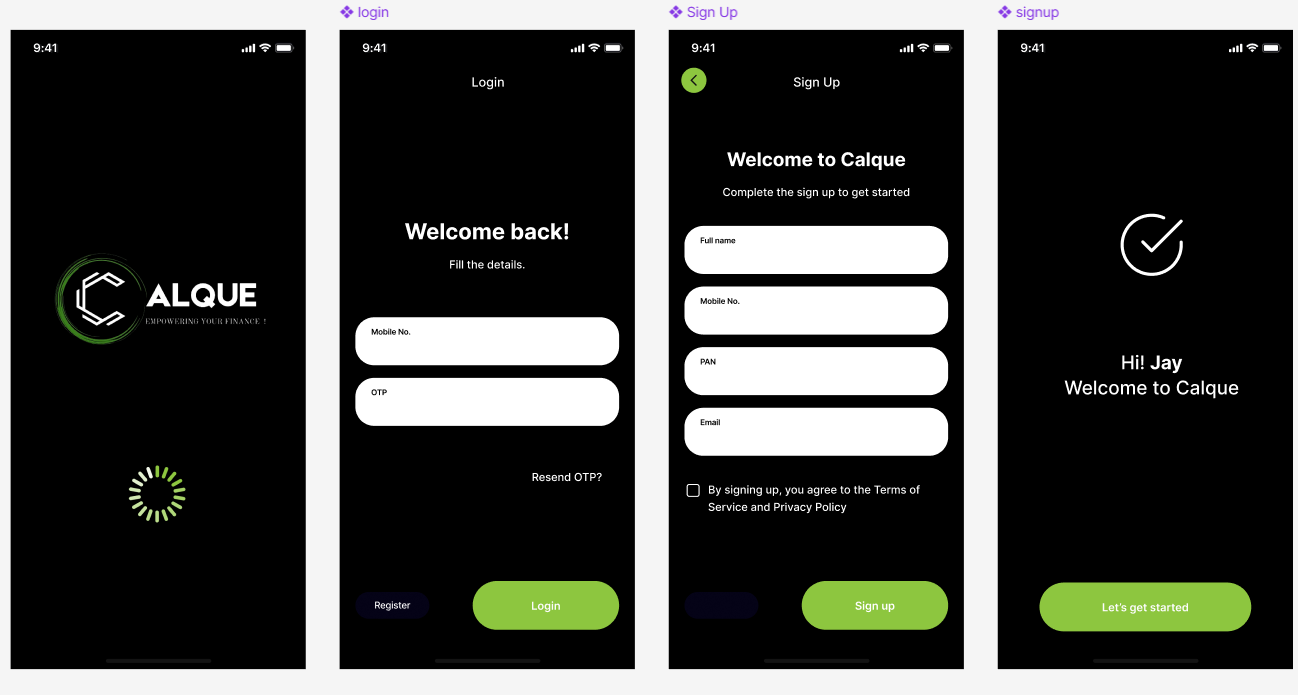 login
Sign Up
signup
9:41
ALQUE
EMPOWERING YOUR FINANCE !
9:41
Login
Welcome back!
Fill the details.
Mobile No.
OTP
Resend OTP?
Register
Login
9:41
Sign Up
Welcome to Calque
Complete the sign up to get started
Full name
Mobile No.
PAN
Email
By signing up, you agree to the Terms of
Service and Privacy Policy
Sign up
9:41
Hi! Jay
Welcome to Calque
Let's get started